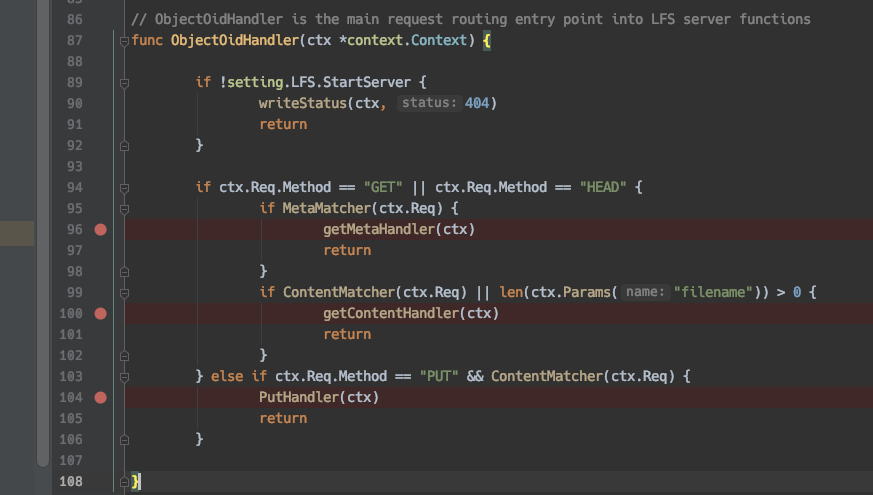 86 // ObjectOidHandler is the main request routing entry point into LFS server functions
87 func ObjectOidHandler(ctx *context.Context) {
88
89 if !setting.LFS.StartServer {
90 writeStatus(ctx, status: 404)
91 return
92 }
93
94 if ctx.Req.Method == "GET" || ctx.Req.Method == "HEAD" {
95 if MetaMatcher(ctx.Req) {
96 getMetaHandler(ctx)
97 return
98 }
99 if ContentMatcher(ctx.Req) || len(ctx.Params( name: "filename")) > 0 {
100 getContentHandler(ctx)
101 return
102 }
103 } else if ctx.Req.Method == "PUT" && ContentMatcher(ctx.Req) {
104 PutHandler(ctx)
105 return
106 }
107
108 }